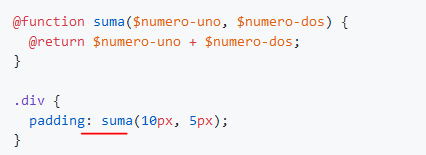 @function suma($numero-uno, $numero-dos) {
  @return $numero-uno + $numero-dos;
}

.div {
  padding: suma(10px, 5px);
}